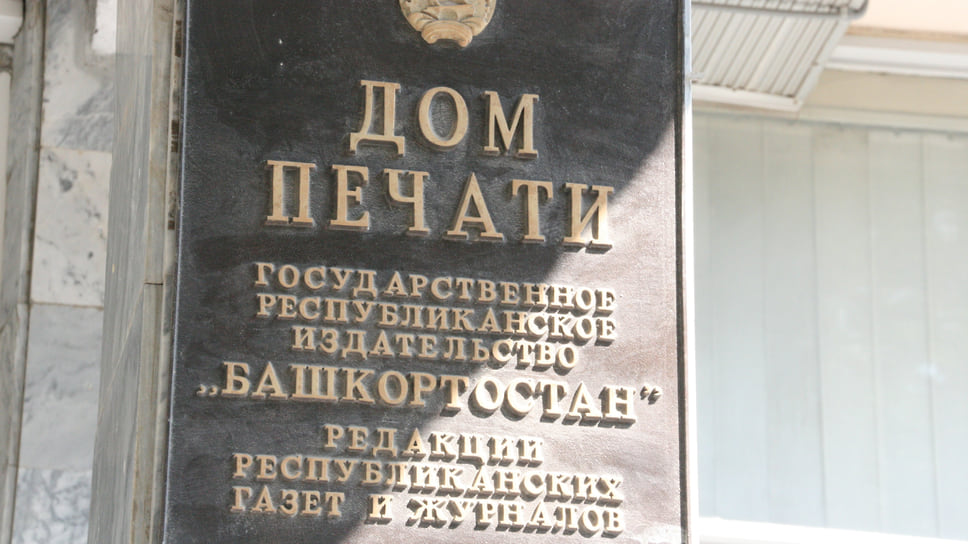 ДОМ
ПЕЧАТИ
ГОСУДАРСТВЕННОЕ
РЕСПУБЛИКАНСКОЕ
ИЗДАТЕЛЬСТВО
„БАШКОРТОСТАН“
РЕДАКЦИИ
РЕСПУБЛИКАНСКИХ
ГАЗЕТ И ЖУРНАЛОВ